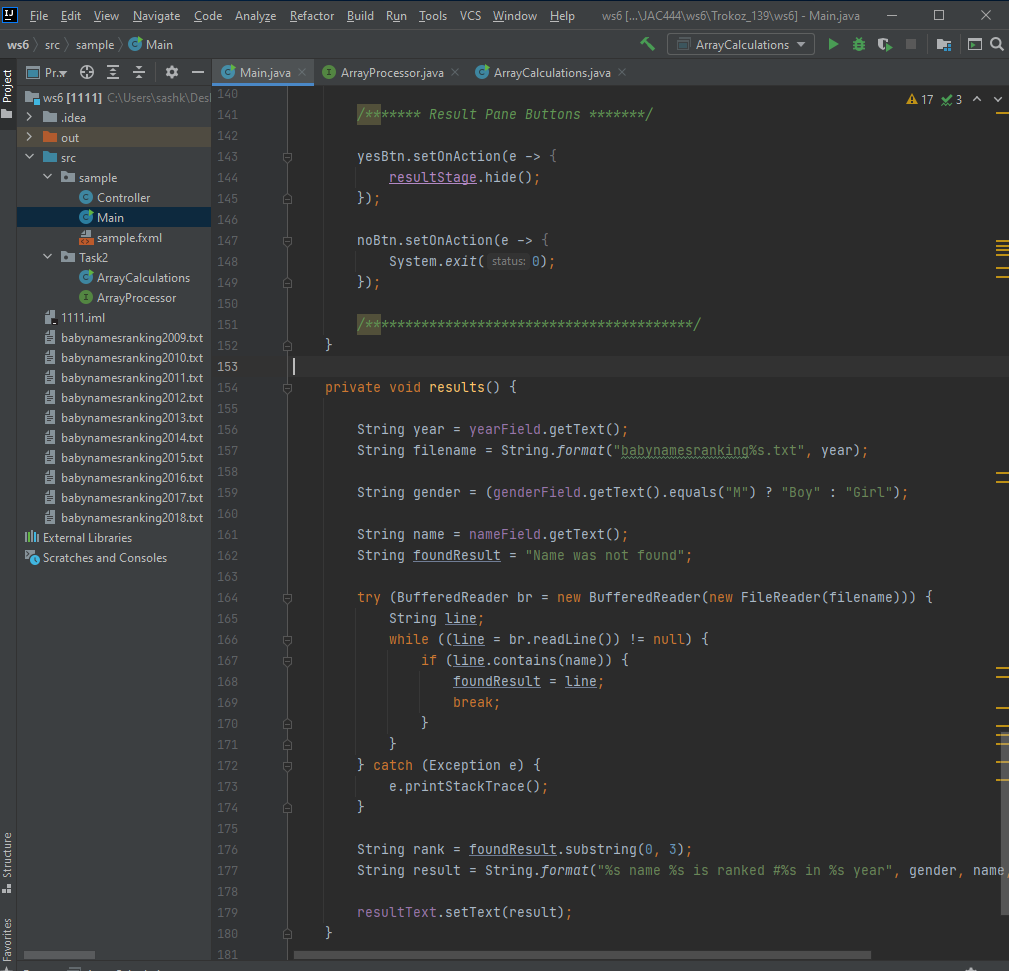 File Edit View Navigate Code Analyze Refactor Build Run Tools VCS Window Help ws6 [...\UAC444\ws6\Trokoz_139\ws6] - Main.java
ws6 src sample Main ArrayCalculations
Project
Pr... Main.java ArrayProcessor.java ArrayCalculations.java
ws6 [1111] C:\Users\sashk\Des
.idea
out
src
sample
Controller
Main
sample.fxml
Task2
ArrayCalculations
ArrayProcessor
1111.iml
babynamesranking2009.txt
babynamesranking2010.txt
babynamesranking2011.txt
babynamesranking2012.txt
babynamesranking2013.txt
babynamesranking2014.txt
babynamesranking2015.txt
babynamesranking2016.txt
babynamesranking2017.txt
babynamesranking2018.txt
External Libraries
Scratches and Consoles
Structure
Favorites
17 3
140
141 /******** Result Pane Buttons *******/
142
143 yesBtn.setOnAction(e -> {
144 resultStage.hide();
145 });
146
147 noBtn.setOnAction(e -> {
148 System.exit( status: 0);
149 });
150
151 /*****************************************/
152 }
153
154 private void results() {
155
156 String year = yearField.getText();
157 String filename = String.format("babynamesranking%s.txt", year);
158
159 String gender = (genderField.getText().equals("M") ? "Boy" : "Girl");
160
161 String name = nameField.getText();
162 String foundResult = "Name was not found";
163
164 try (BufferedReader br = new BufferedReader(new FileReader(filename))) {
165 String line;
166 while ((line = br.readLine()) != null) {
167 if (line.contains(name)) {
168 foundResult = line;
169 break;
170 }
171 }
172 } catch (Exception e) {
173 e.printStackTrace();
174 }
175
176 String rank = foundResult.substring(0, 3);
177 String result = String.format("%s name %s is ranked #%s in %s year", gender, name,
178
179 resultText.setText(result);
180 }
181